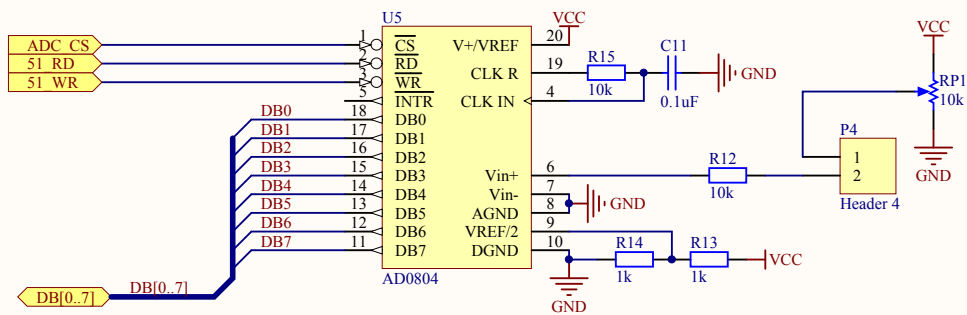 U5
VCC
ADC_CS
1
CS
V+/VREF
20
51_RD
2
RD
CLK R
19
R15
10k
C11
0.1uF
GND
51_WR
3
WR
5
INTR
CLK IN
4
VCC
RP1
10k
GND
DB0
18
DB0
DB1
17
DB1
DB2
16
DB2
DB3
15
DB3
Vin+
6
R12
10k
P4
1
2
Header 4
DB4
14
DB4
Vin-
7
DB5
13
DB5
AGND
8
GND
DB6
12
DB6
VREF/2
9
DB7
11
DB7
DGND
10
R14
1k
R13
1k
VCC
AD0804
GND
DB[0..7]
DB[0..7]